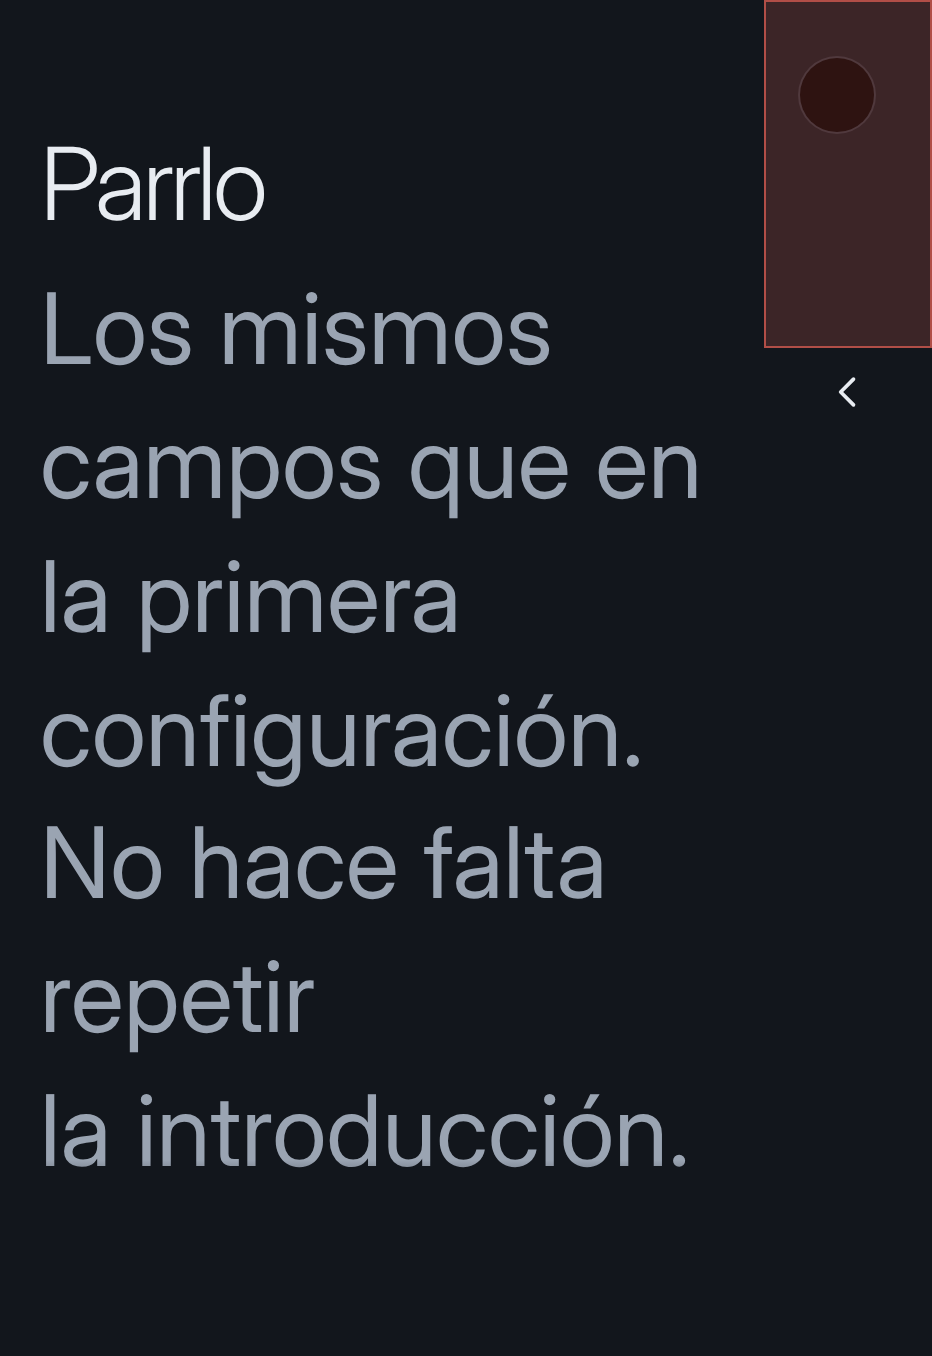 Parrlo
Los mismos
campos que en
la primera
configuración.
No hace falta
repetir
la introducción.